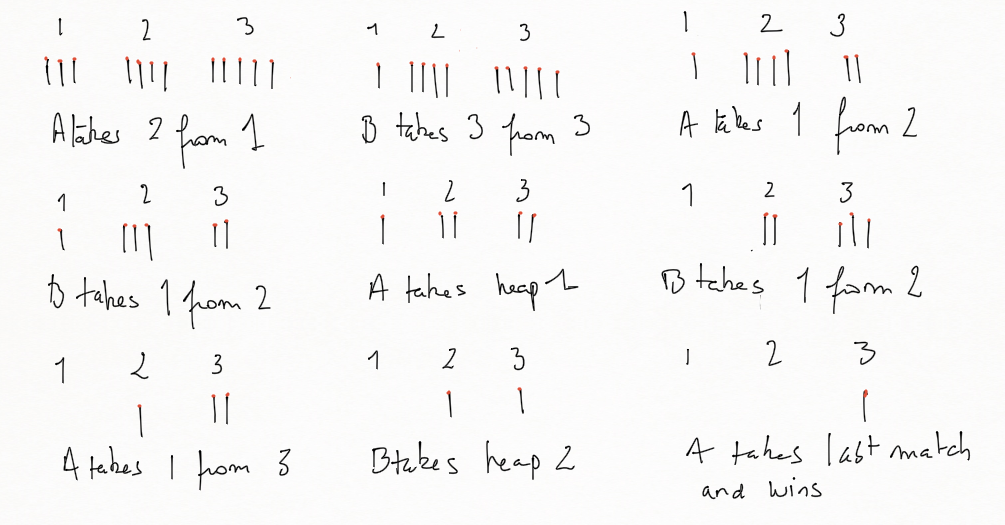 1 2 3
A takes 2 from 1
1 2 3
B takes 3 from 3
1 2 3
A takes 1 from 2
1 2 3
B takes 1 from 2
1 2 3
A takes heap 1
1 2 3
B takes 1 from 2
1 2 3
A takes 1 from 3
1 2 3
B takes heap 2
1 2 3
A takes last match
and wins